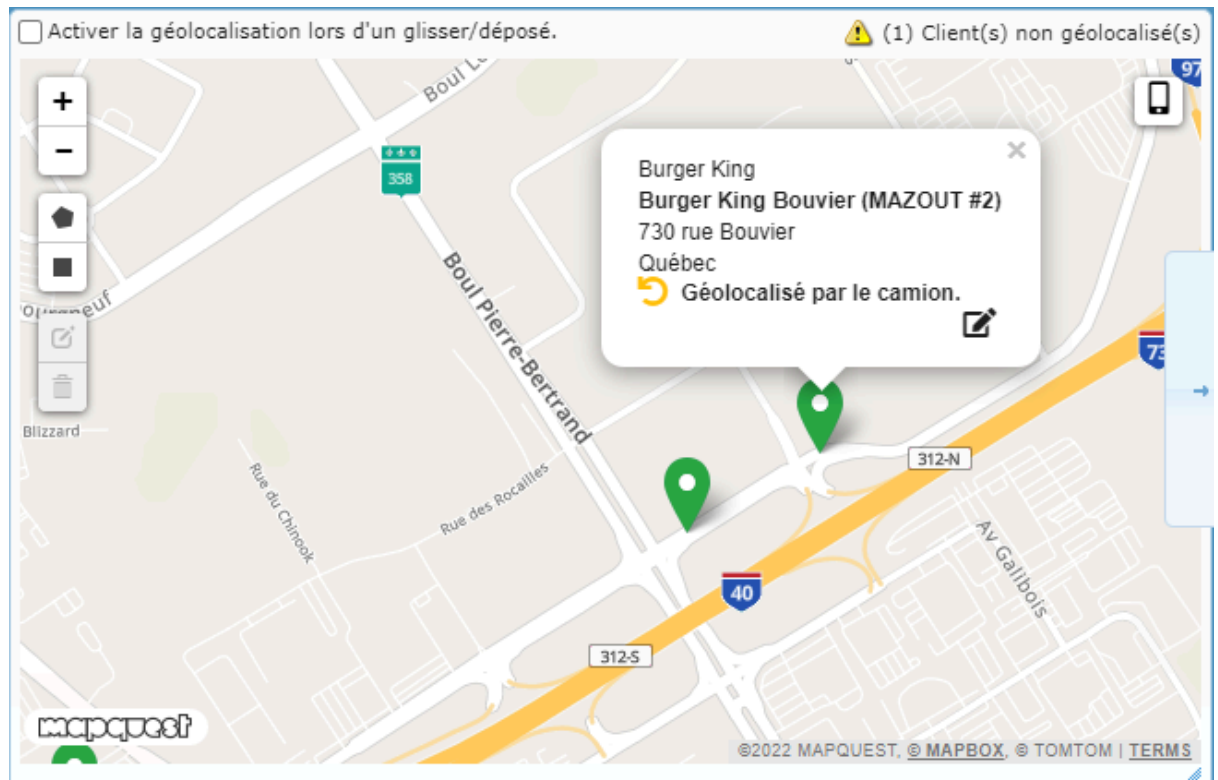 Activer la géolocalisation lors d'un glisser/déposé.
(1) Client(s) non géolocalisé(s)
+
−
97
358
Burger King
×
Burger King Bouvier (MAZOUT #2)
730 rue Bouvier
Québec
Géolocalisé par le camion.
Boul Pierre-Bertrand
73
→
Blizzard
Rue du Chinook
Rue des Rocailles
312-N
Av Galibois
40
312-S
mapquest
©2022 MAPQUEST, © MAPBOX, © TOMTOM | TERMS